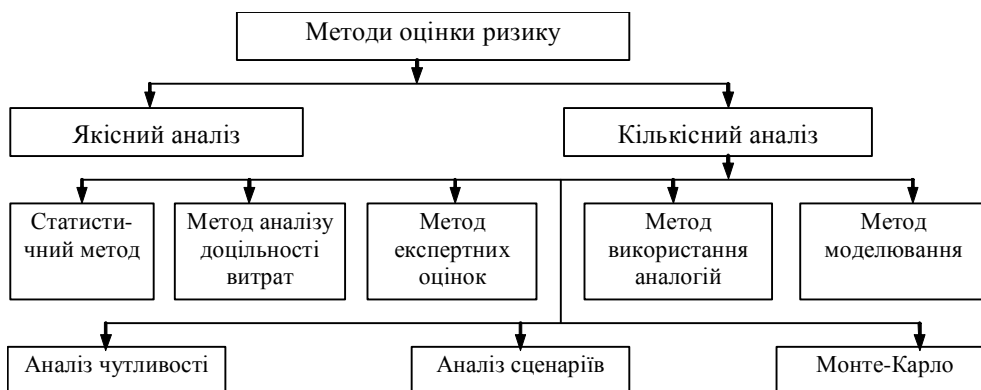 Методи оцінки ризику
Якісний аналіз
Кількісний аналіз
Статисти-
чний метод
Метод аналізу
доцільності
витрат
Метод
експертних
оцінок
Метод
використання
аналогій
Метод
моделювання
Аналіз чутливості
Аналіз сценаріїв
Монте-Карло